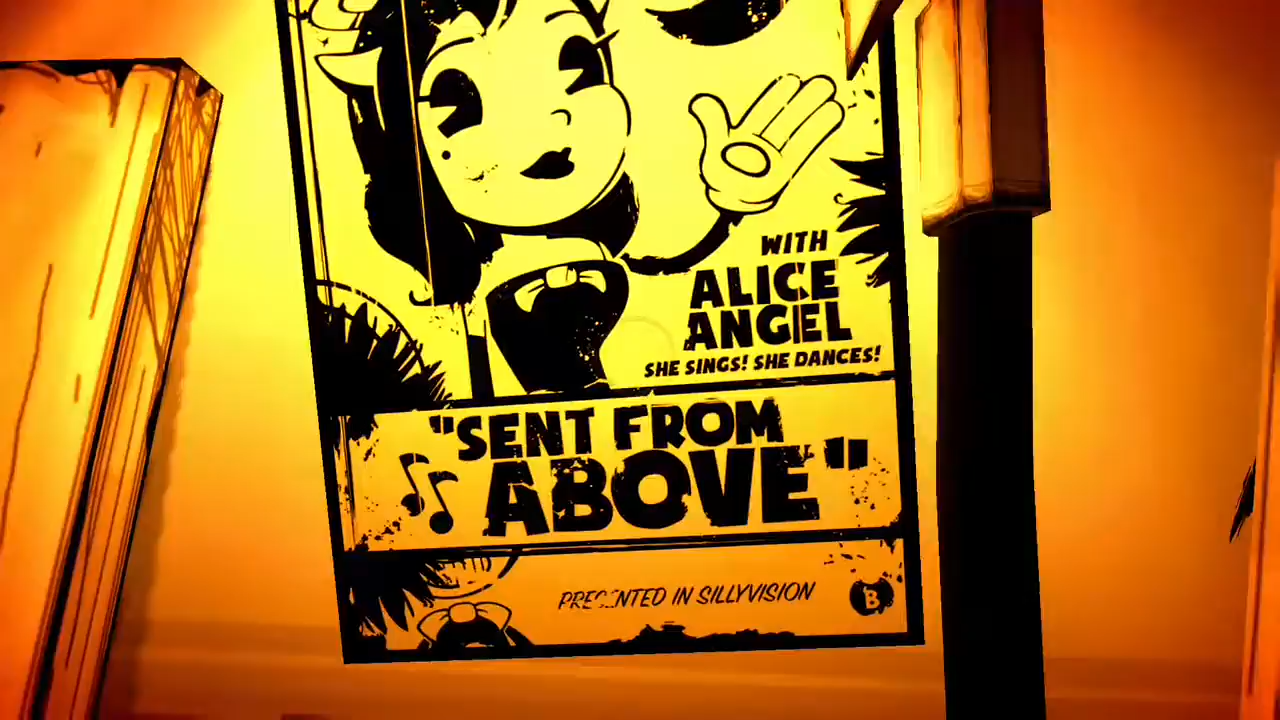 WITH
ALICE
ANGEL
SHE SINGS! SHE DANCES!
"SENT FROM
ABOVE"
PRESENTED IN SILLYVISION
B